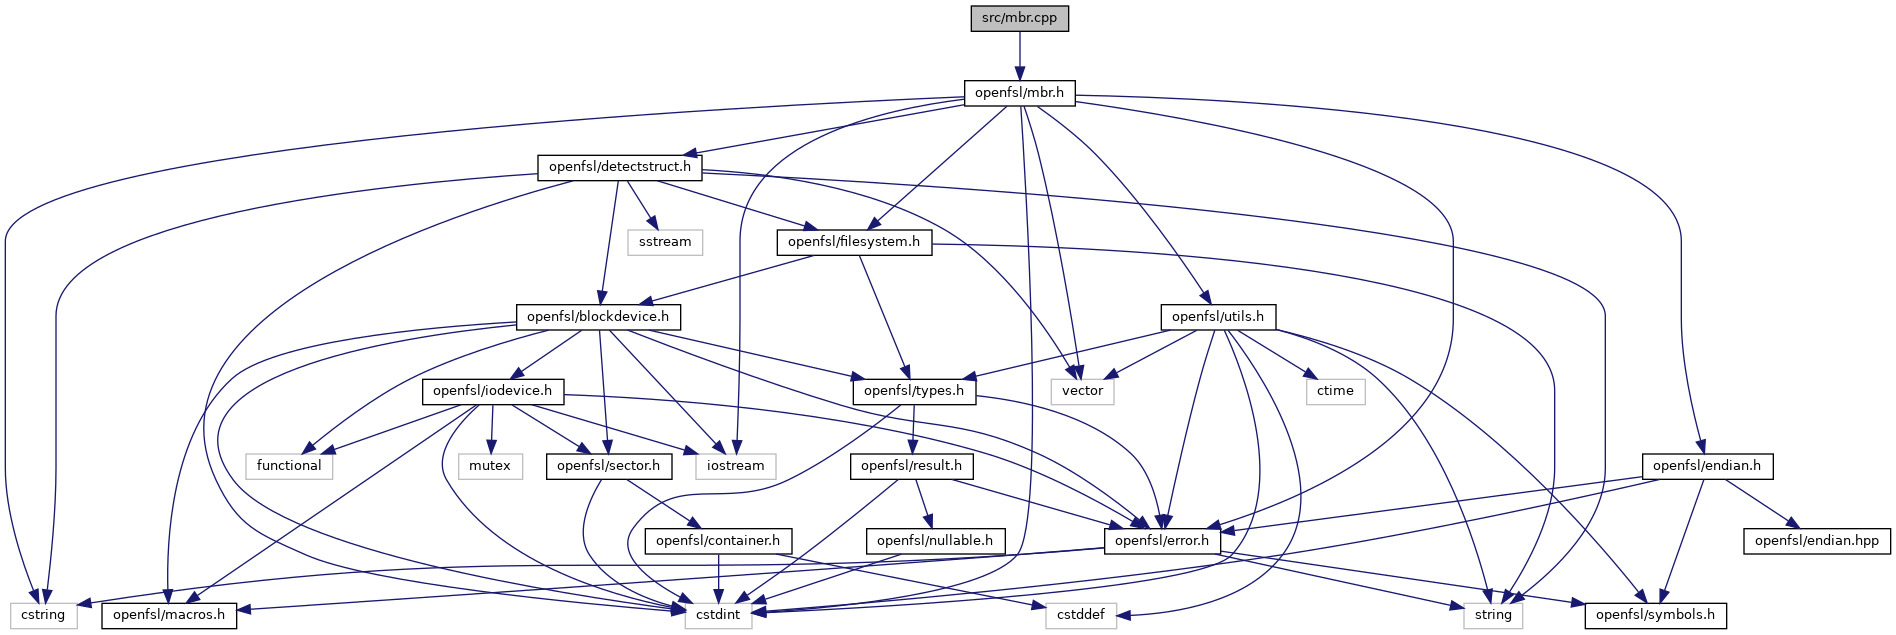 src/mbr.cpp
openfsl/mbr.h
openfsl/detectstruct.h
sstream
openfsl/filesystem.h
openfsl/blockdevice.h
openfsl/utils.h
openfsl/iodevice.h
openfsl/types.h
vector
ctime
functional
mutex
openfsl/sector.h
iostream
openfsl/result.h
openfsl/endian.h
openfsl/container.h
openfsl/nullable.h
openfsl/error.h
openfsl/endian.hpp
cstring
openfsl/macros.h
cstdint
cstddef
string
openfsl/symbols.h